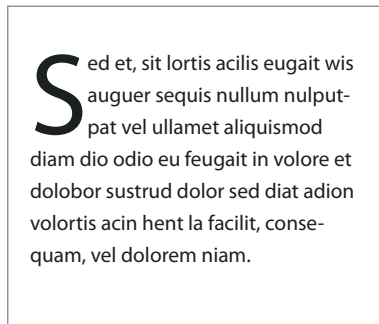 Sed et, sit lortis acilis eugait wis
auguer sequis nullum nulput-
pat vel ullamet aliquismod
diam dio odio eu feugait in volore et
dolobor sustrud dolor sed diat adion
volortis acin hent la facilit, conse-
quam, vel dolorem niam.